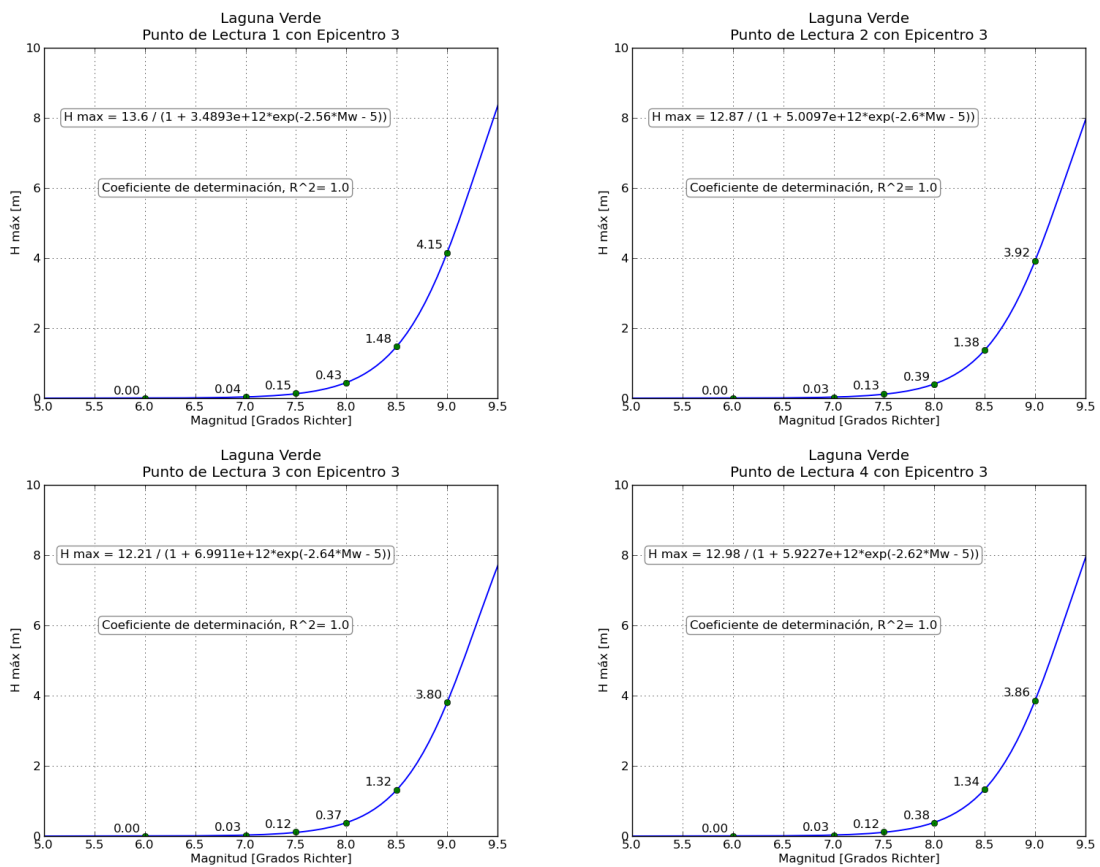 Laguna Verde
Punto de Lectura 1 con Epicentro 3
10
8
6
4
2
0
H máx [m]
H max = 13.6 / (1 + 3.4893e+12*exp(-2.56*Mw - 5))
Coeficiente de determinación, R^2= 1.0
0.00
0.04
0.15
0.43
1.48
4.15
5.0 5.5 6.0 6.5 7.0 7.5 8.0 8.5 9.0 9.5
Magnitud [Grados Richter]
Laguna Verde
Punto de Lectura 2 con Epicentro 3
10
8
6
4
2
0
H máx [m]
H max = 12.87 / (1 + 5.0097e+12*exp(-2.6*Mw - 5))
Coeficiente de determinación, R^2= 1.0
0.00
0.03
0.13
0.39
1.38
3.92
5.0 5.5 6.0 6.5 7.0 7.5 8.0 8.5 9.0 9.5
Magnitud [Grados Richter]
Laguna Verde
Punto de Lectura 3 con Epicentro 3
10
8
6
4
2
0
H máx [m]
H max = 12.21 / (1 + 6.9911e+12*exp(-2.64*Mw - 5))
Coeficiente de determinación, R^2= 1.0
0.00
0.03
0.12
0.37
1.32
3.80
5.0 5.5 6.0 6.5 7.0 7.5 8.0 8.5 9.0 9.5
Magnitud [Grados Richter]
Laguna Verde
Punto de Lectura 4 con Epicentro 3
10
8
6
4
2
0
H máx [m]
H max = 12.98 / (1 + 5.9227e+12*exp(-2.62*Mw - 5))
Coeficiente de determinación, R^2= 1.0
0.00
0.03
0.12
0.38
1.34
3.86
5.0 5.5 6.0 6.5 7.0 7.5 8.0 8.5 9.0 9.5
Magnitud [Grados Richter]